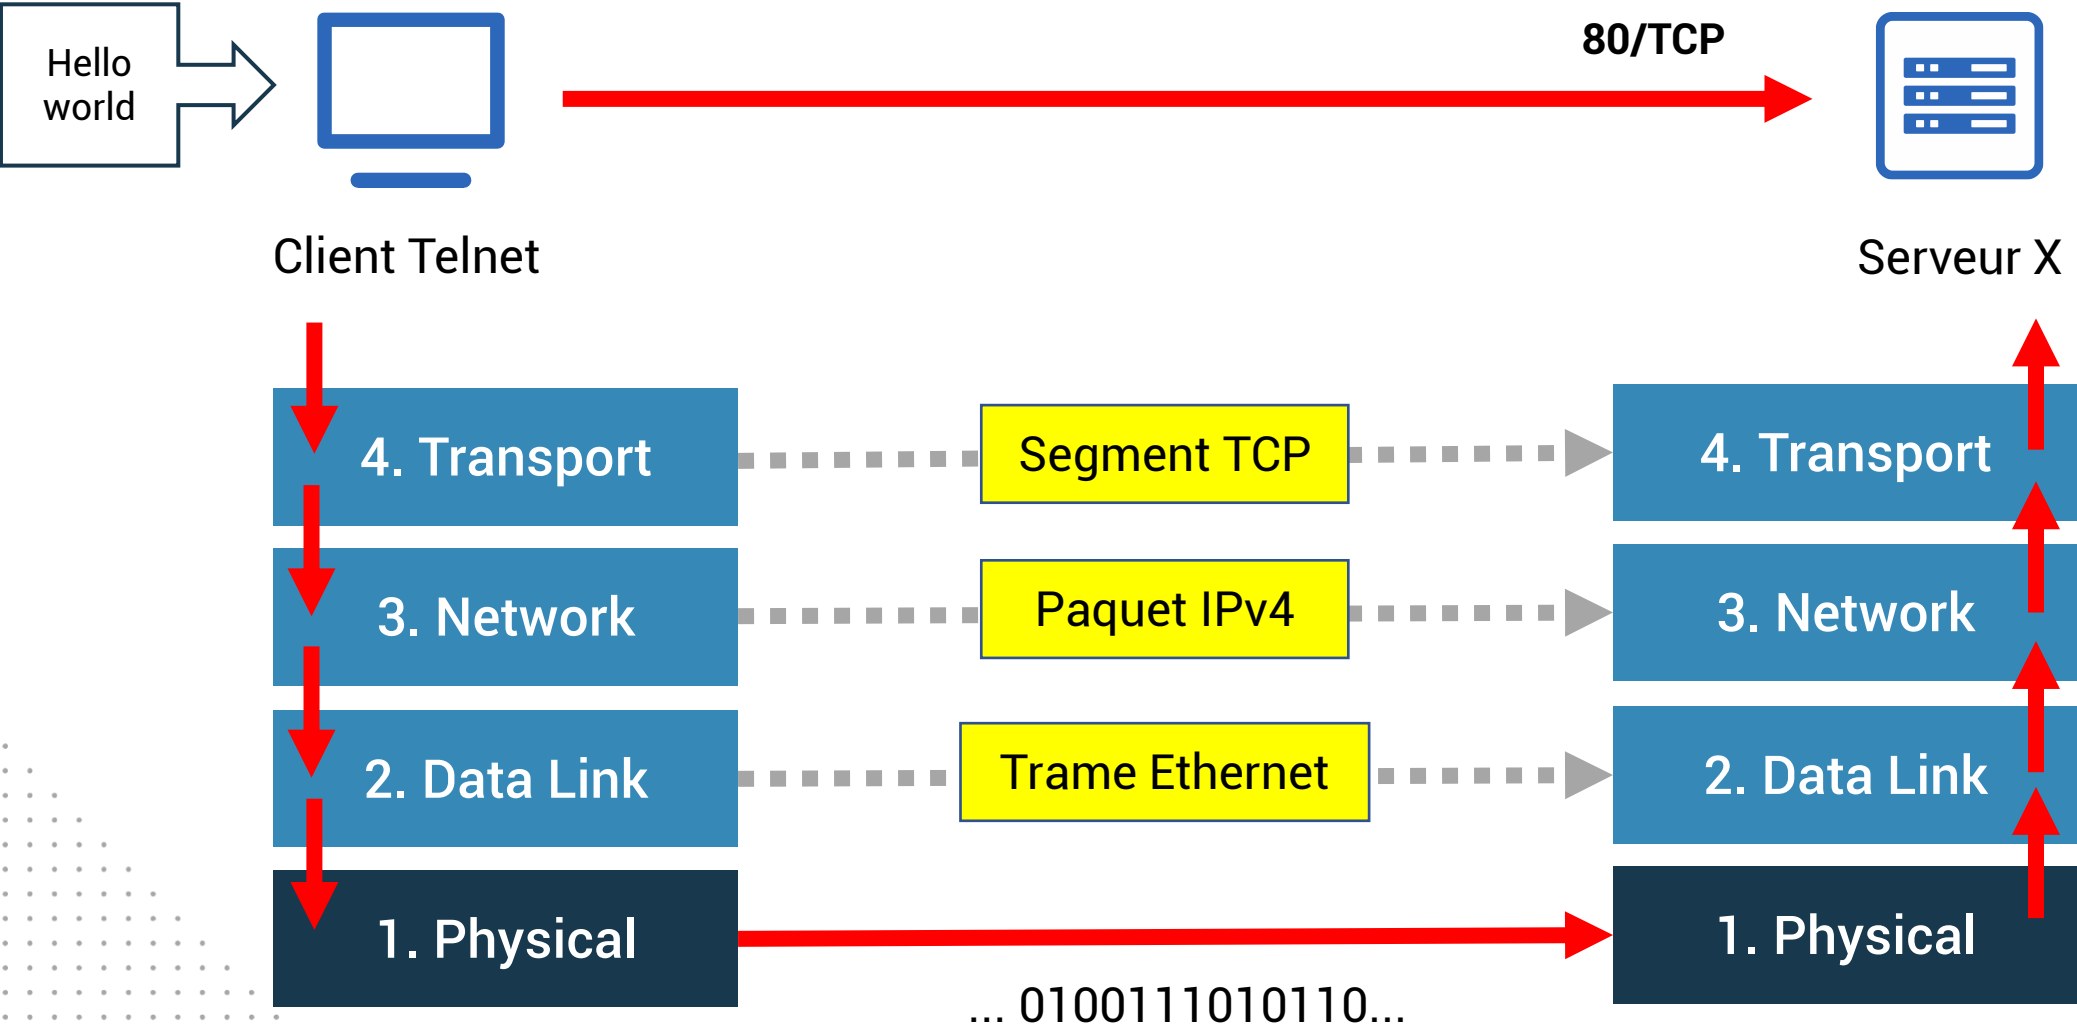 Hello
world
80/TCP
Client Telnet
Serveur X
4. Transport
Segment TCP
4. Transport
3. Network
Paquet IPv4
3. Network
2. Data Link
Trame Ethernet
2. Data Link
1. Physical
1. Physical
... 0100111010110...